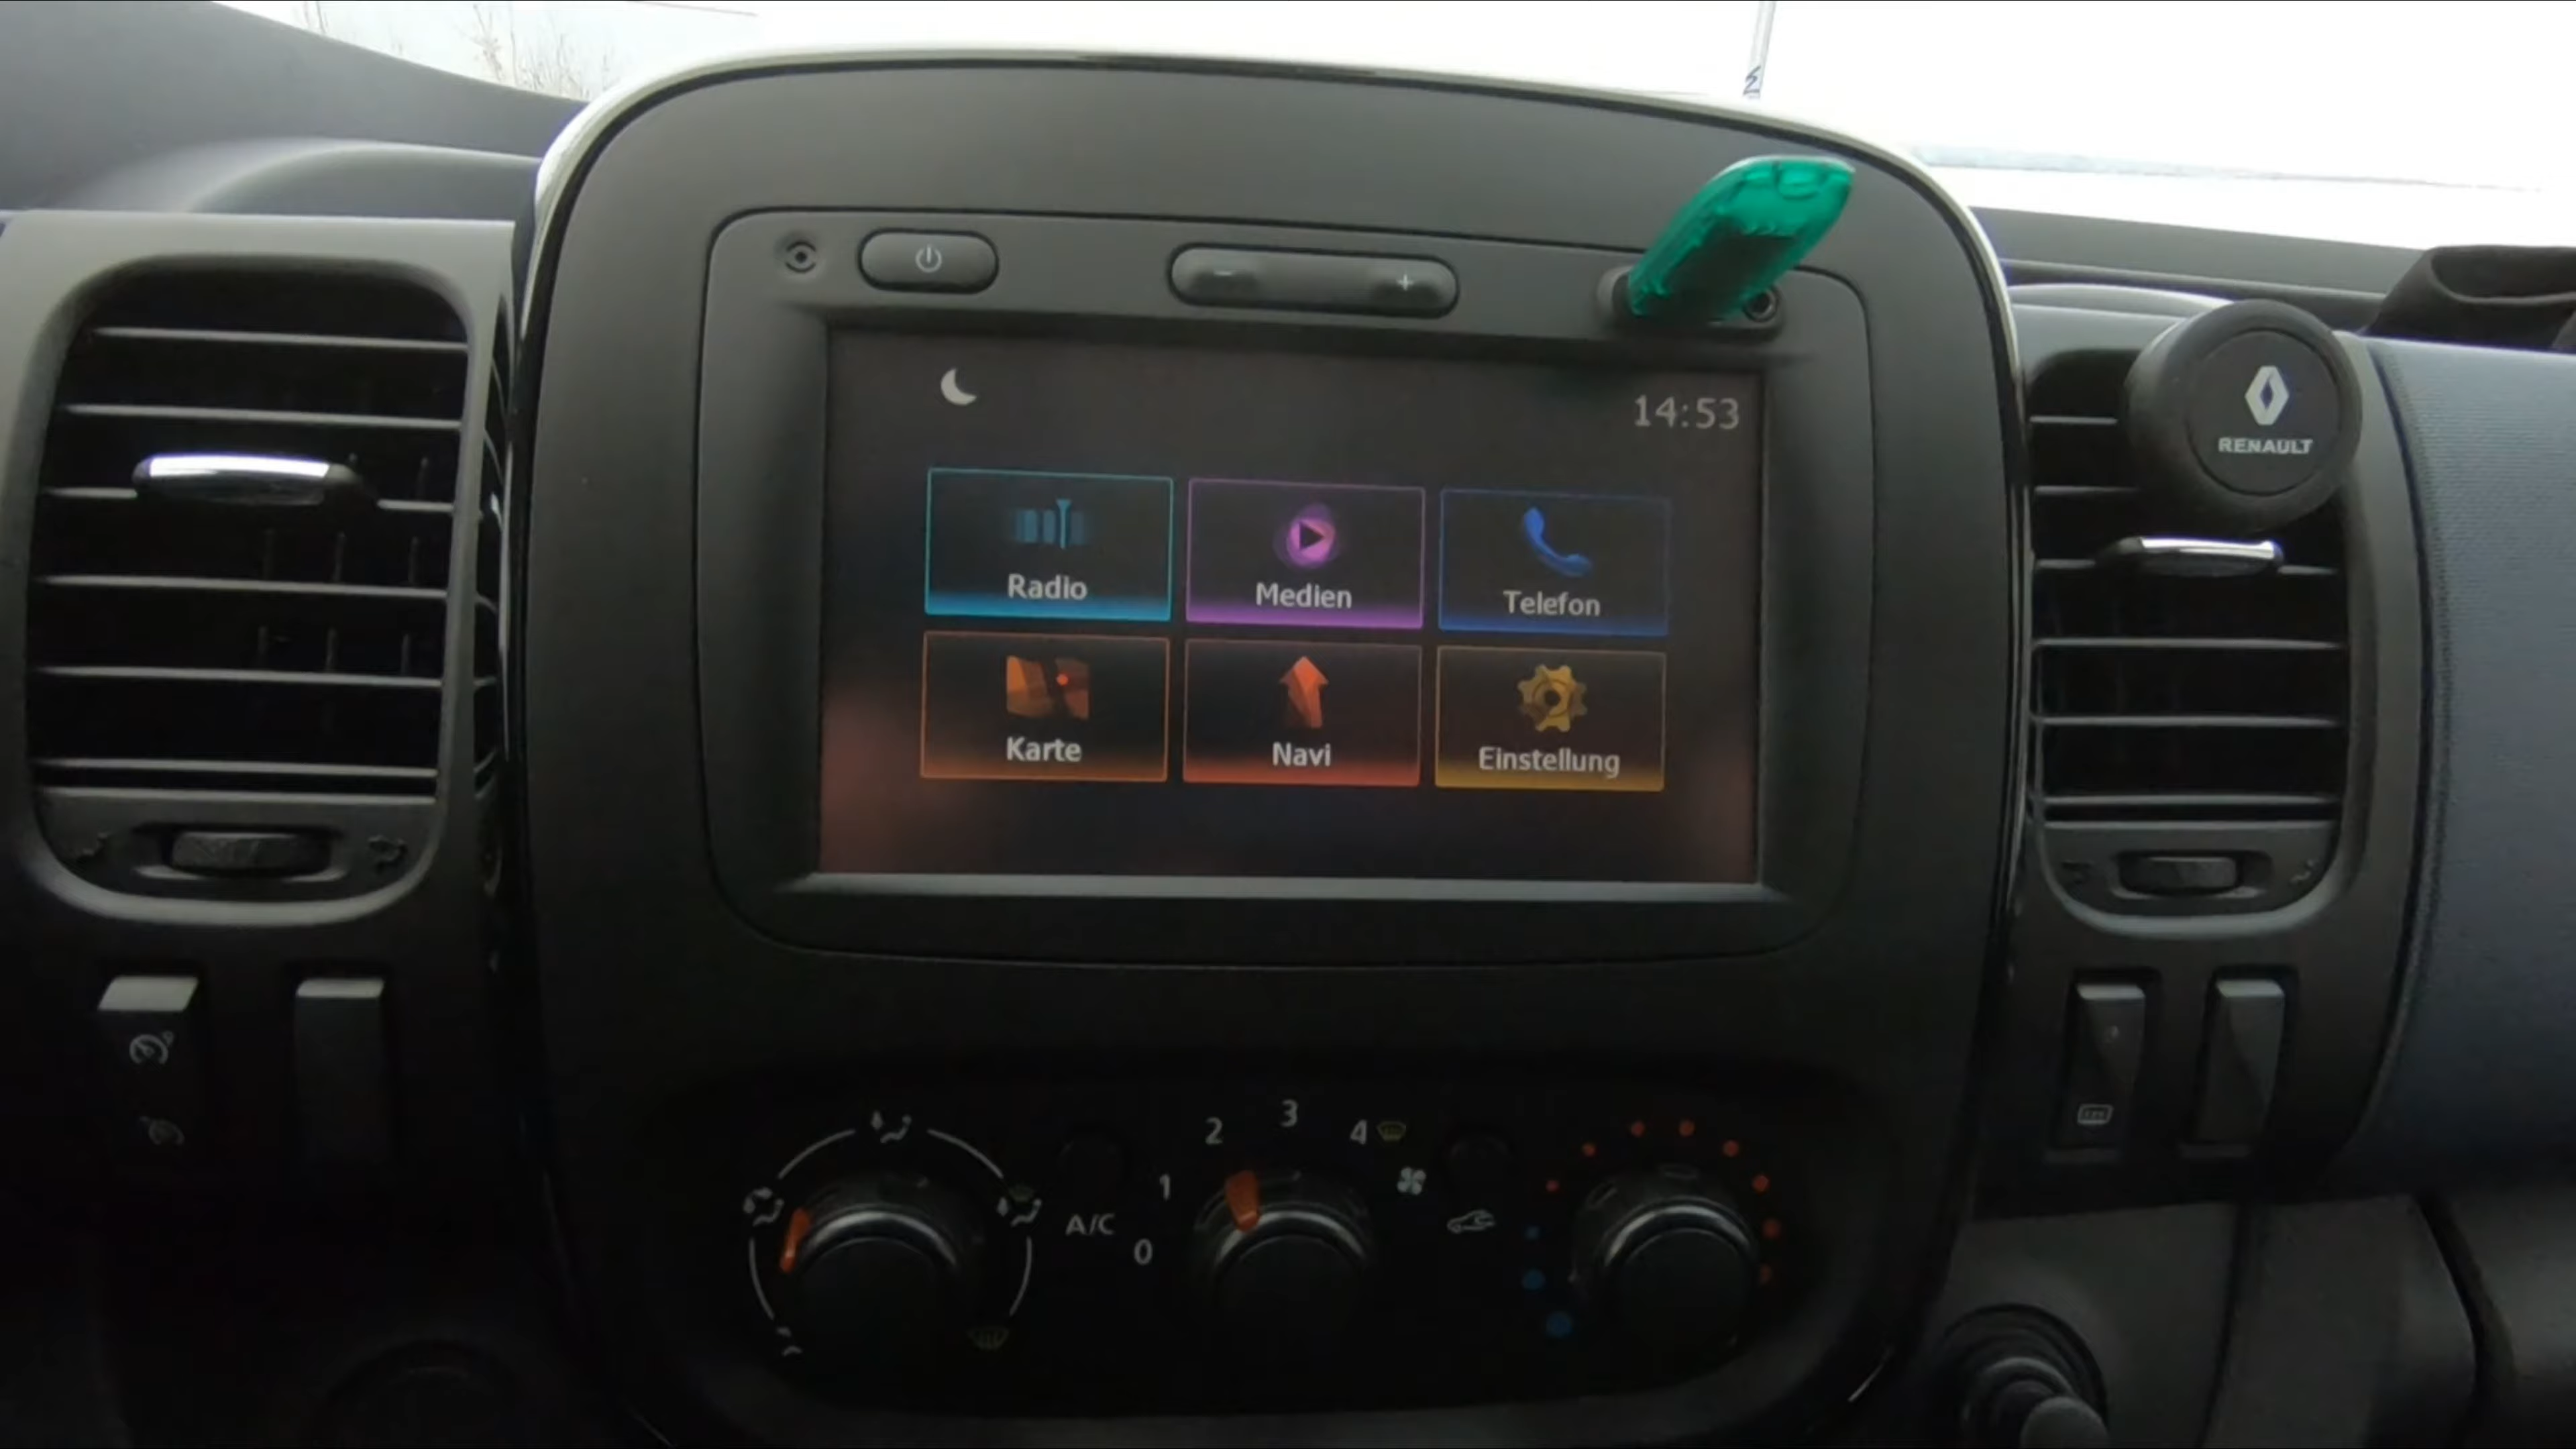 14:53
RENAULT
Radio
Medien
Telefon
Karte
Navi
Einstellung
2 3 4
1
A/C
0